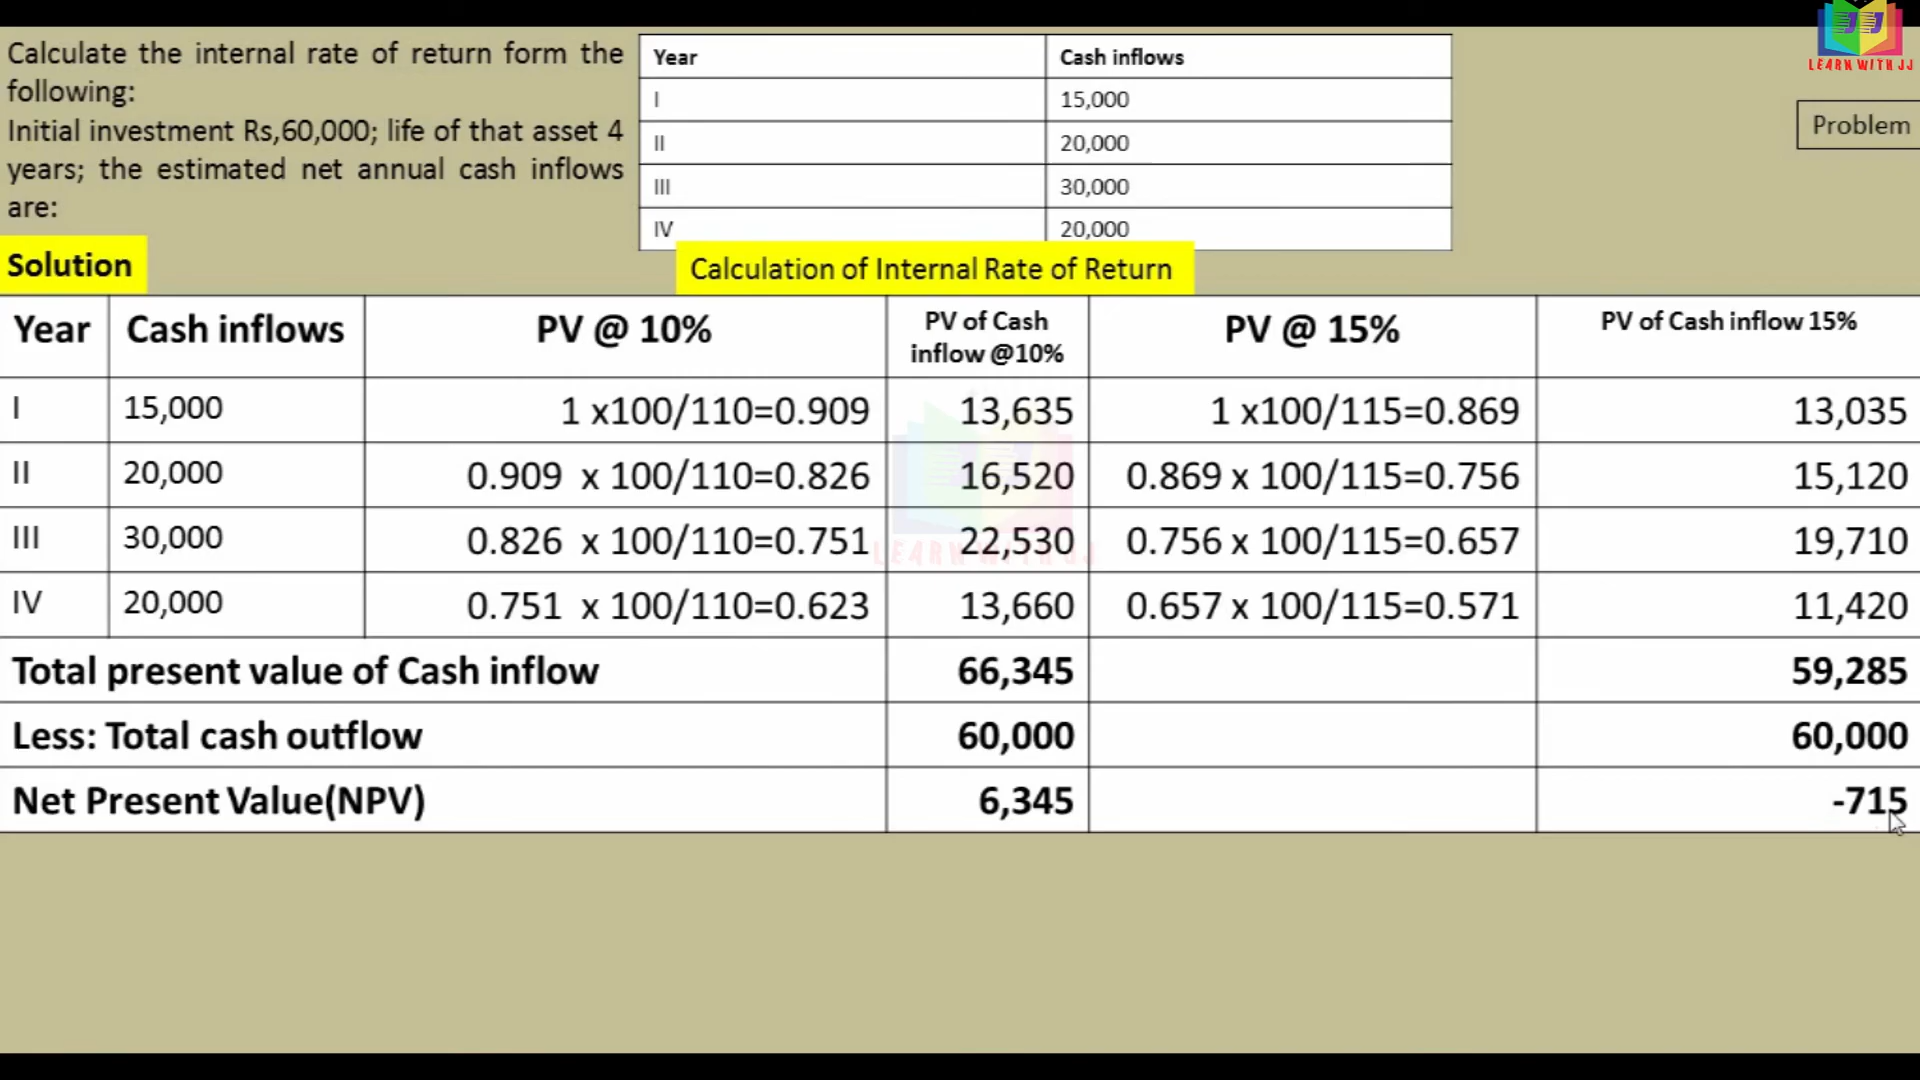 LEARN WITH JJ
Calculate the internal rate of return form the
following:
Initial investment Rs,60,000; life of that asset 4
years; the estimated net annual cash inflows
are:
Year Cash inflows
I 15,000
II 20,000
III 30,000
IV 20,000
Problem
Solution
Calculation of Internal Rate of Return
Year Cash inflows PV @ 10% PV of Cash inflow @10% PV @ 15% PV of Cash inflow 15%
I 15,000 1 x100/110=0.909 13,635 1 x100/115=0.869 13,035
II 20,000 0.909 x 100/110=0.826 16,520 0.869 x 100/115=0.756 15,120
III 30,000 0.826 x 100/110=0.751 22,530 0.756 x 100/115=0.657 19,710
LEARN WITH JJ
IV 20,000 0.751 x 100/110=0.623 13,660 0.657 x 100/115=0.571 11,420
Total present value of Cash inflow 66,345 59,285
Less: Total cash outflow 60,000 60,000
Net Present Value(NPV) 6,345 -715